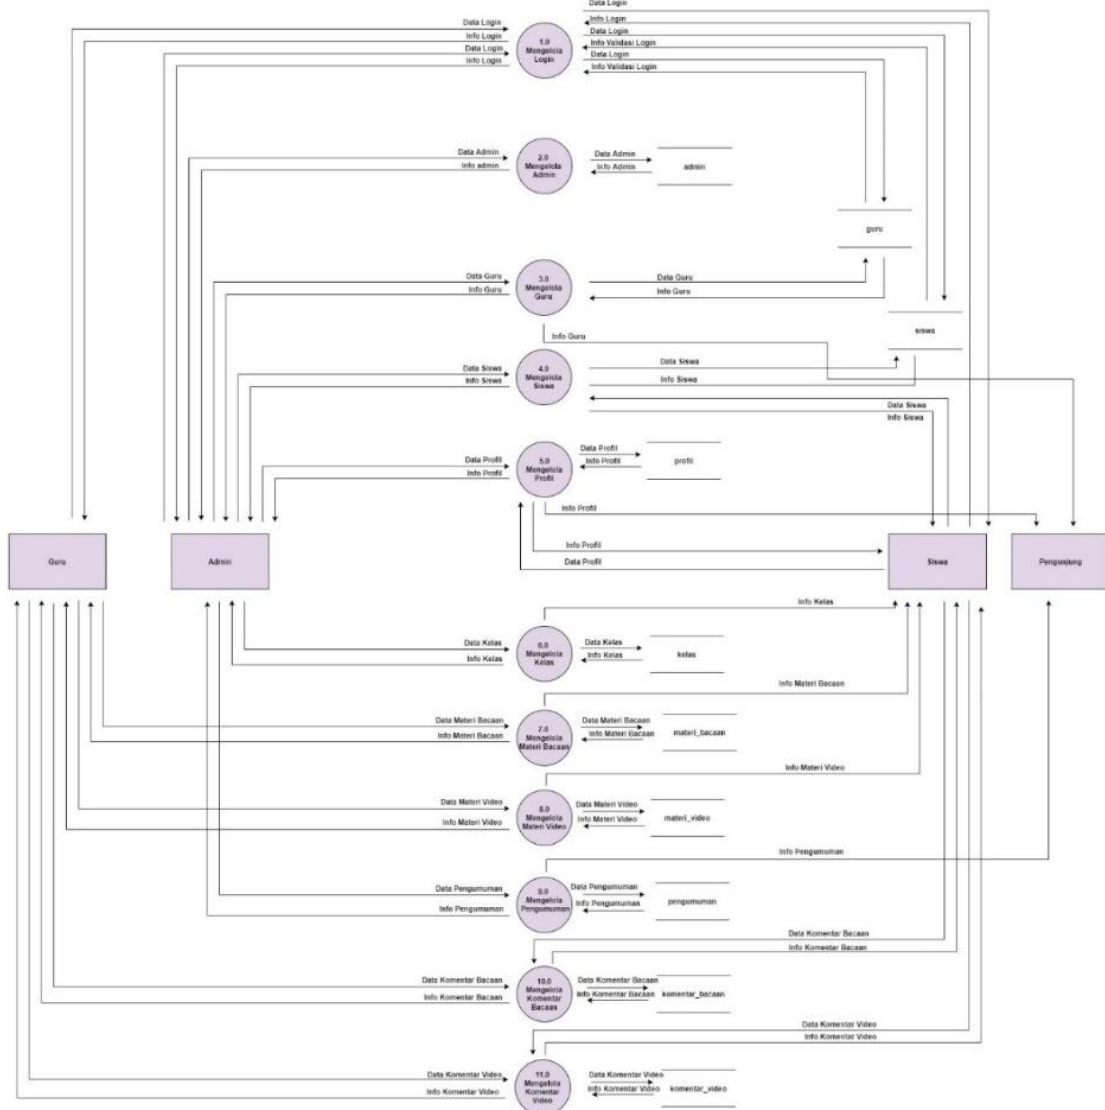 Data Login
Data Login
Info Login
Data Login
Info Login
1.0
Mengelola
Login
Info Login
Data Login
Info Validasi Login
Data Login
Info Validasi Login
Data Admin
Info admin
2.0
Mengelola
Admin
Data Admin
Info Admin
admin
guru
Data Guru
Info Guru
3.0
Mengelola
Guru
Data Guru
Info Guru
siswa
Info Guru
Data Siswa
Info Siswa
4.0
Mengelola
Siswa
Data Siswa
Info Siswa
Data Siswa
Info Siswa
Data Profil
Info Profil
5.0
Mengelola
Profil
Data Profil
Info Profil
profil
Info Profil
Info Profil
Data Profil
Guru
Admin
Siswa
Pengunjung
Info Kelas
Data Kelas
Info Kelas
6.0
Mengelola
Kelas
Data Kelas
Info Kelas
kelas
Info Materi Bacaan
Data Materi Bacaan
Info Materi Bacaan
7.0
Mengelola
Materi Bacaan
Data Materi Bacaan
Info Materi Bacaan
materi_bacaan
Info Materi Video
Data Materi Video
Info Materi Video
8.0
Mengelola
Materi Video
Data Materi Video
Info Materi Video
materi_video
Info Pengumuman
Data Pengumuman
Info Pengumuman
9.0
Mengelola
Pengumuman
Data Pengumuman
Info Pengumuman
pengumuman
Data Komentar Bacaan
Info Komentar Bacaan
Data Komentar Bacaan
Info Komentar Bacaan
10.0
Mengelola
Komentar
Bacaan
Data Komentar Bacaan
Info Komentar Bacaan
komentar_bacaan
Data Komentar Video
Info Komentar Video
Data Komentar Video
Info Komentar Video
11.0
Mengelola
Komentar
Video
Data Komentar Video
Info Komentar Video
komentar_video